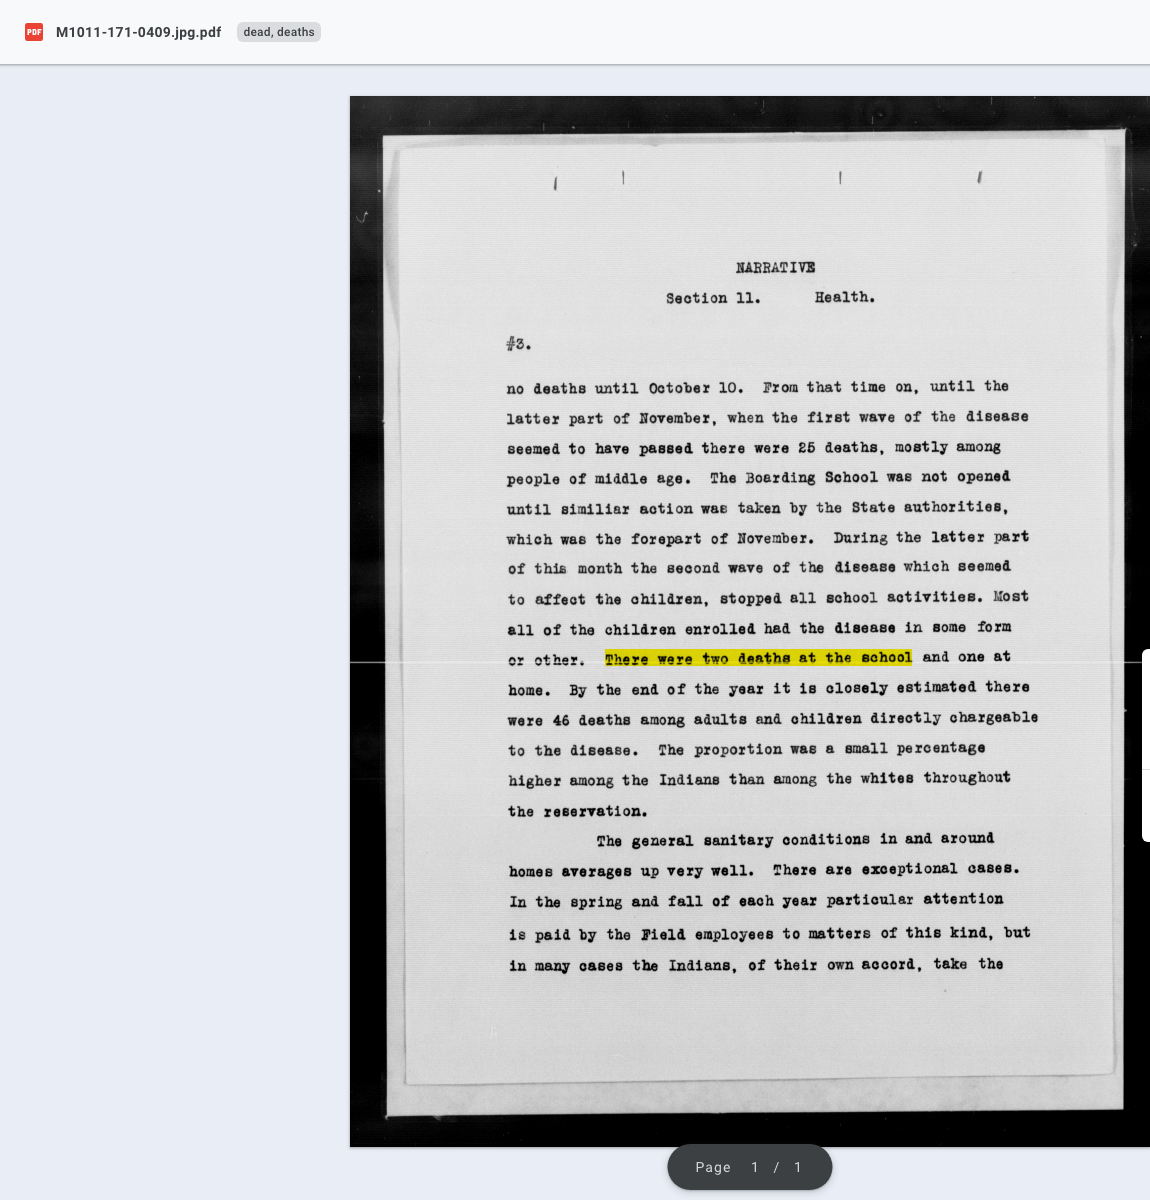 PDF M1011-171-0409.jpg.pdf dead, deaths
NARRATIVE
Section 11. Health.
#3.
no deaths until October 10. From that time on, until the
latter part of November, when the first wave of the disease
seemed to have passed there were 25 deaths, mostly among
people of middle age. The Boarding School was not opened
until similiar action was taken by the State authorities,
which was the forepart of November. During the latter part
of this month the second wave of the disease which seemed
to affect the children, stopped all school activities. Most
all of the children enrolled had the disease in some form
or other. There were two deaths at the school and one at
home. By the end of the year it is closely estimated there
were 46 deaths among adults and children directly chargeable
to the disease. The proportion was a small percentage
higher among the Indians than among the whites throughout
the reservation.
The general sanitary conditions in and around
homes averages up very well. There are exceptional cases.
In the spring and fall of each year particular attention
is paid by the Field employees to matters of this kind, but
in many cases the Indians, of their own accord, take the
Page 1 / 1